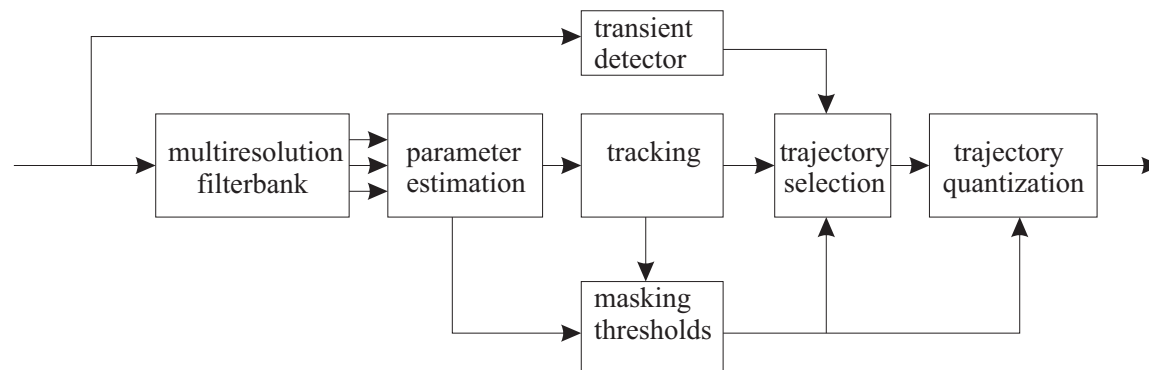 transient
detector
multiresolution
filterbank
parameter
estimation
tracking
trajectory
selection
trajectory
quantization
masking
thresholds